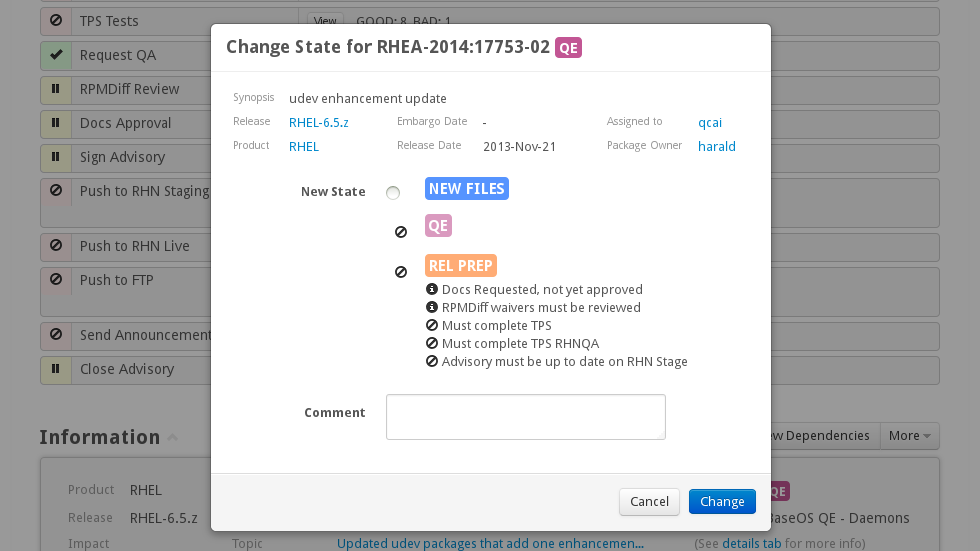 TPS Tests
View GOOD: 8, BAD: 1
Change State for RHEA-2014:17753-02 QE
Request QA
RPMDiff Review
Docs Approval
Sign Advisory
Push to RHN Staging
Push to RHN Live
Push to FTP
Send Announcement
Close Advisory
Synopsis udev enhancement update
Release RHEL-6.5.z Embargo Date - Assigned to qcai
Product RHEL Release Date 2013-Nov-21 Package Owner harald
New State NEW FILES
QE
REL PREP
Docs Requested, not yet approved
RPMDiff waivers must be reviewed
Must complete TPS
Must complete TPS RHNQA
Advisory must be up to date on RHN Stage
Comment
Cancel Change
Information
Dependencies More
Product RHEL QE
Release RHEL-6.5.z BaseOS QE - Daemons
Impact Topic Updated udev packages that add one enhancemen... (See details tab for more info)